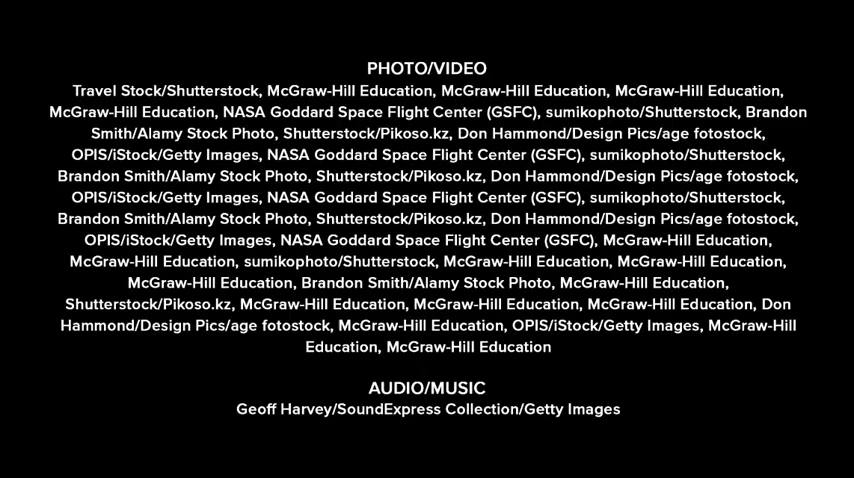 PHOTO/VIDEO
Travel Stock/Shutterstock, McGraw-Hill Education, McGraw-Hill Education, McGraw-Hill Education,
McGraw-Hill Education, NASA Goddard Space Flight Center (GSFC), sumikophoto/Shutterstock, Brandon
Smith/Alamy Stock Photo, Shutterstock/Pikoso.kz, Don Hammond/Design Pics/age fotostock,
OPIS/iStock/Getty Images, NASA Goddard Space Flight Center (GSFC), sumikophoto/Shutterstock,
Brandon Smith/Alamy Stock Photo, Shutterstock/Pikoso.kz, Don Hammond/Design Pics/age fotostock,
OPIS/iStock/Getty Images, NASA Goddard Space Flight Center (GSFC), sumikophoto/Shutterstock,
Brandon Smith/Alamy Stock Photo, Shutterstock/Pikoso.kz, Don Hammond/Design Pics/age fotostock,
OPIS/iStock/Getty Images, NASA Goddard Space Flight Center (GSFC), McGraw-Hill Education,
McGraw-Hill Education, sumikophoto/Shutterstock, McGraw-Hill Education, McGraw-Hill Education,
McGraw-Hill Education, Brandon Smith/Alamy Stock Photo, McGraw-Hill Education,
Shutterstock/Pikoso.kz, McGraw-Hill Education, McGraw-Hill Education, McGraw-Hill Education, Don
Hammond/Design Pics/age fotostock, McGraw-Hill Education, OPIS/iStock/Getty Images, McGraw-Hill
Education, McGraw-Hill Education
AUDIO/MUSIC
Geoff Harvey/SoundExpress Collection/Getty Images